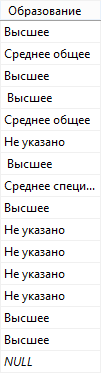 Образование
Высшее
Среднее общее
Высшее
Высшее
Среднее общее
Не указано
Высшее
Среднее специ...
Высшее
Не указано
Не указано
Не указано
Не указано
Высшее
Высшее
NULL